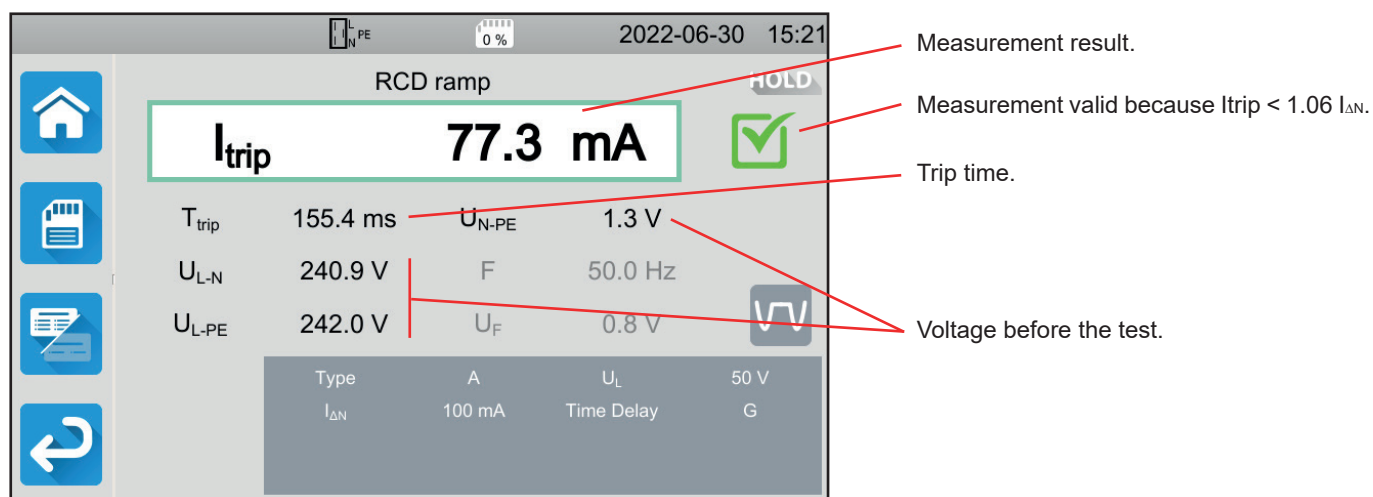 L
N PE
0 %
2022-06-30 15:21
RCD ramp
HOLD
Itrip 77.3 mA
Ttrip 155.4 ms UN-PE 1.3 V
UL-N 240.9 V F 50.0 Hz
UL-PE 242.0 V UF 0.8 V
Type A UL 50 V
IΔN 100 mA Time Delay G
Measurement result.
Measurement valid because Itrip < 1.06 IΔN.
Trip time.
Voltage before the test.